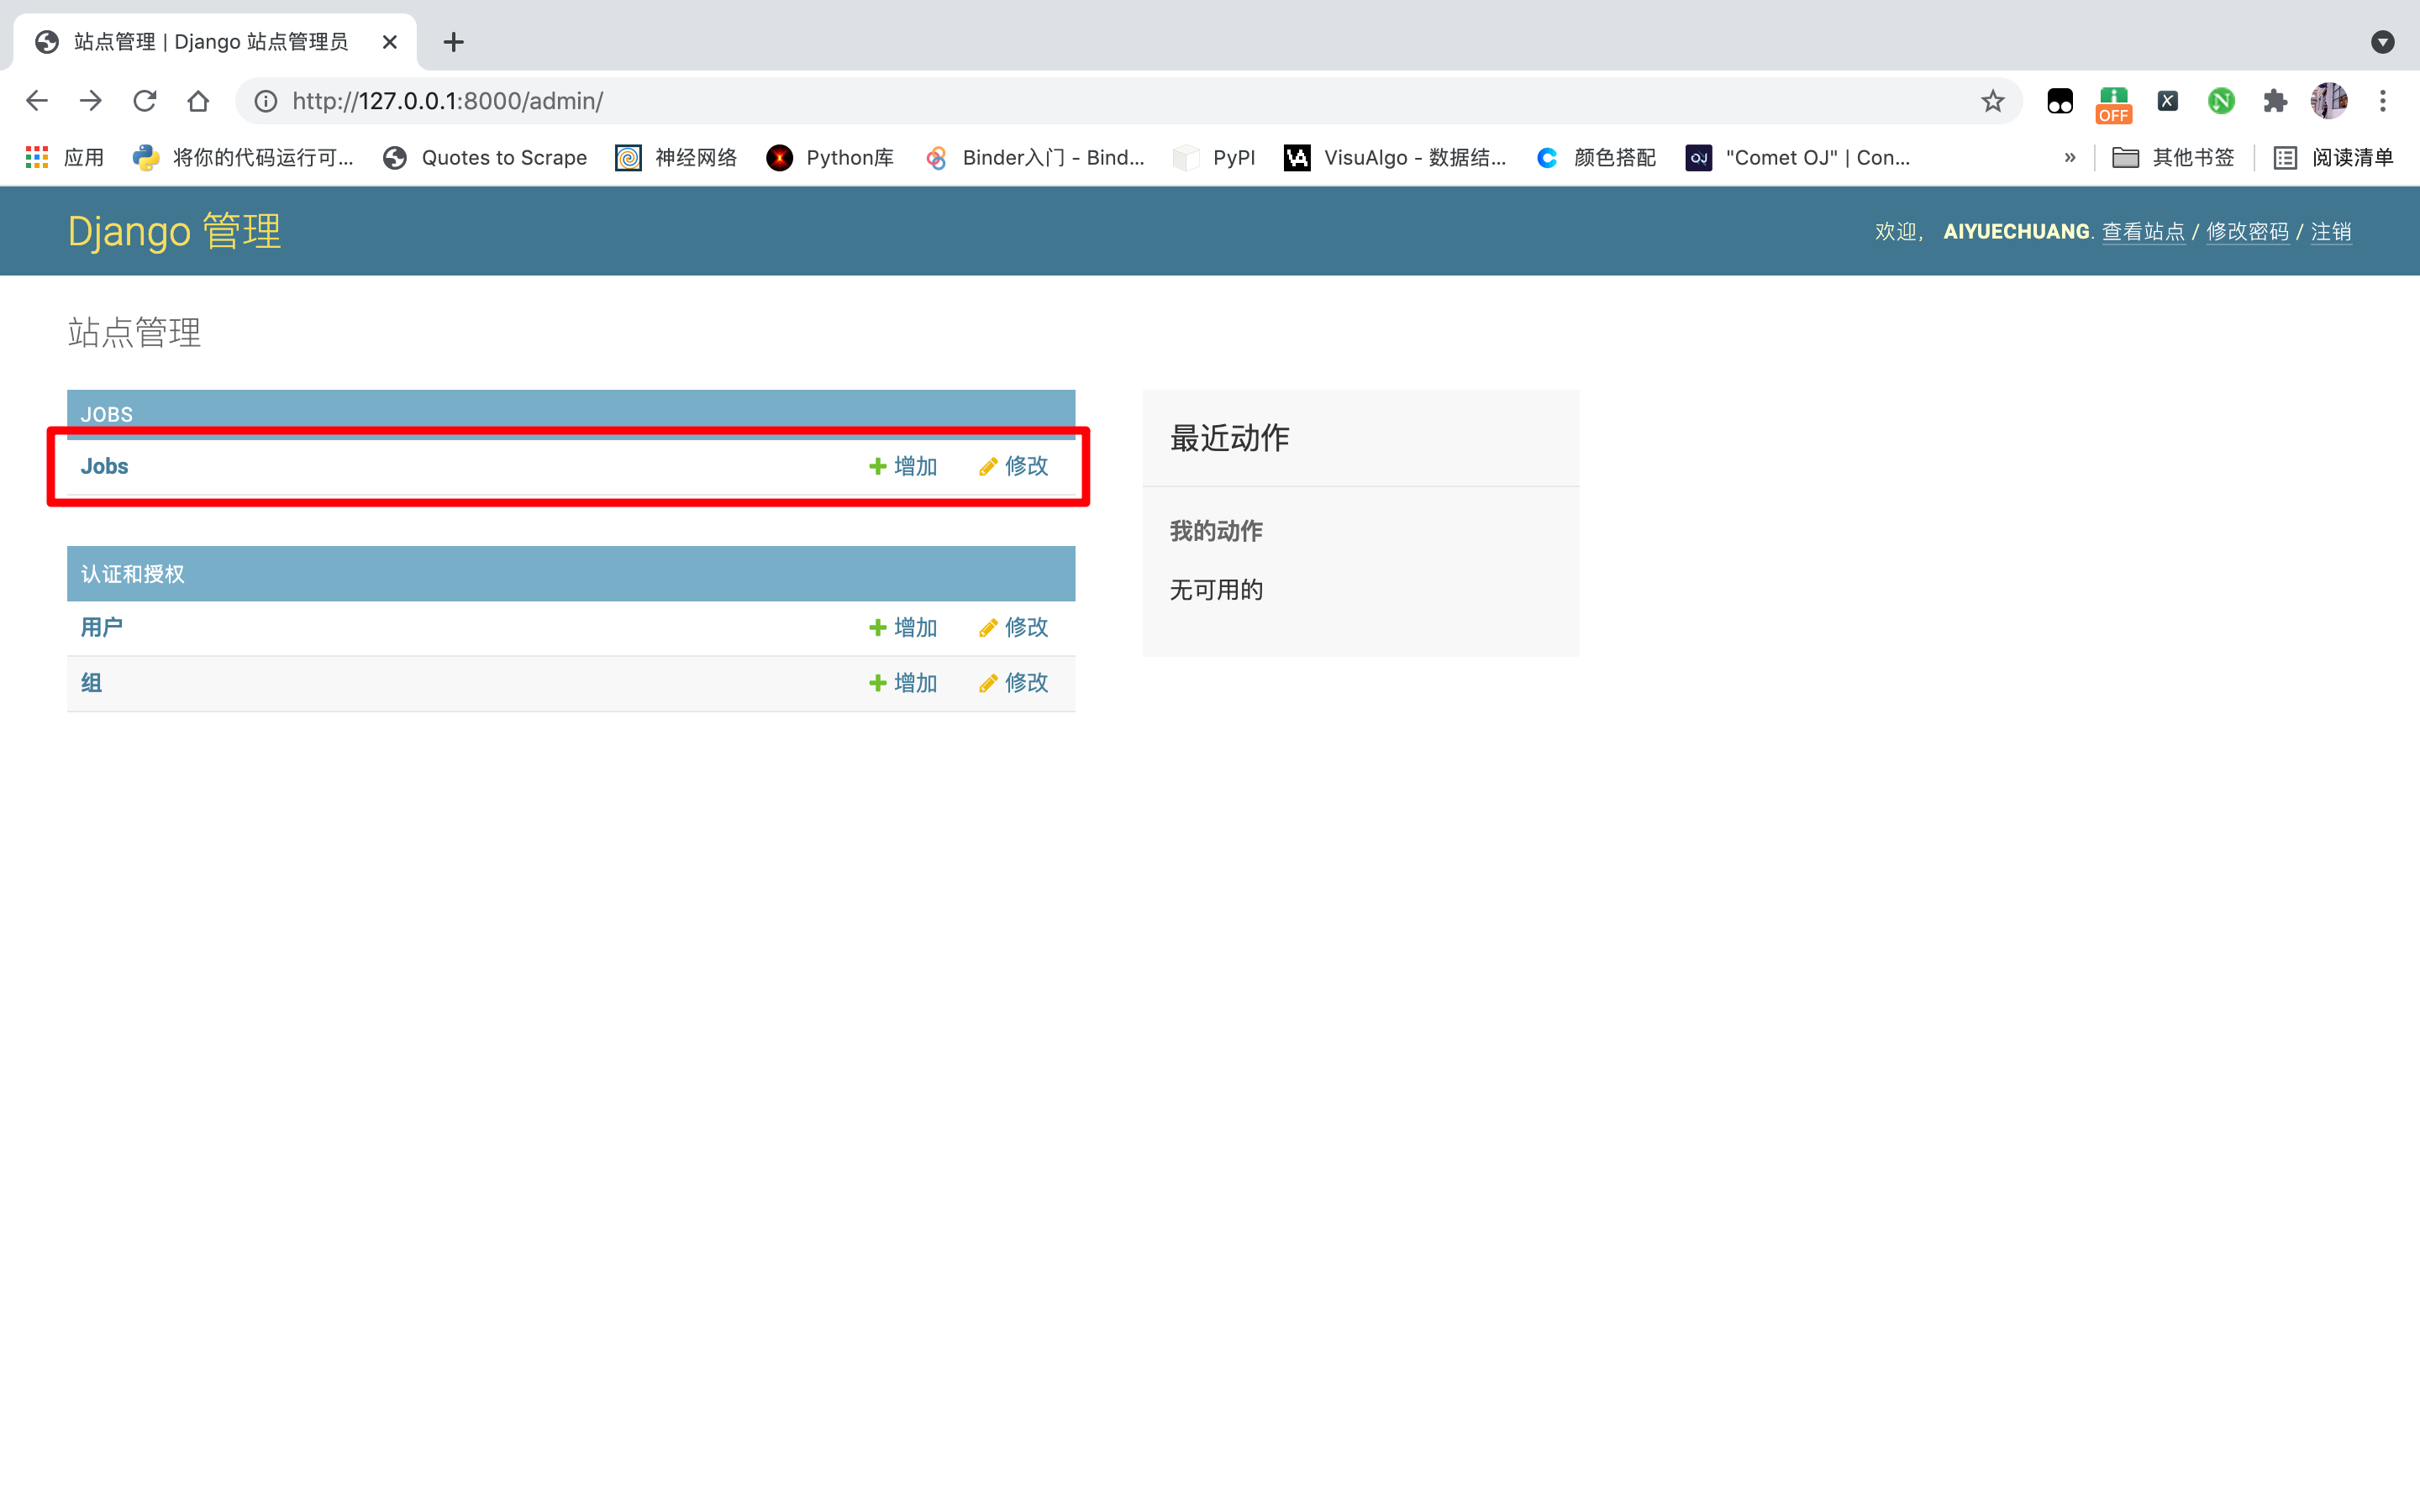 站点管理 | Django 站点管理员
http://127.0.0.1:8000/admin/
OFF
应用 将你的代码运行可... Quotes to Scrape 神经网络 Python库 Binder入门 - Bind... PyPI VisuAlgo - 数据结... 颜色搭配 OJ "Comet OJ" | Con... » 其他书签 阅读清单
Django 管理
欢迎, AIYUECHUANG. 查看站点 / 修改密码 / 注销
站点管理
JOBS
Jobs 增加 修改
认证和授权
用户 增加 修改
组 增加 修改
最近动作
我的动作
无可用的